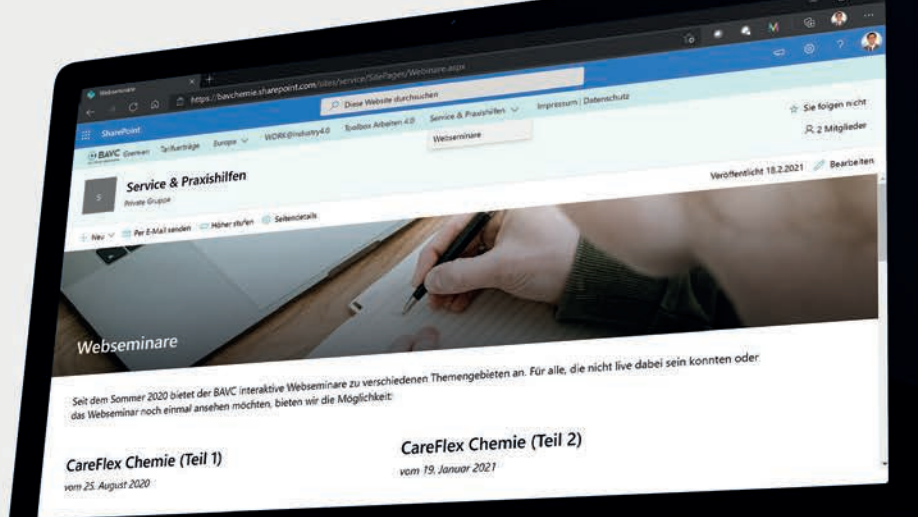 Webseminare
https://bavchemie.sharepoint.com/sites/service/SitePages/Webinare.aspx
SharePoint
Diese Website durchsuchen
BAVC Gremien Tarifverträge Europa WORK@industry4.0 Toolbox Arbeiten 4.0 Service & Praxishilfen Impressum | Datenschutz
Webseminare
Sie folgen nicht
S
Service & Praxishilfen
Private Gruppe
2 Mitglieder
Neu Per E-Mail senden Höher stufen Seitendetails
Veröffentlicht 18.2.2021 Bearbeiten
Webseminare
Seit dem Sommer 2020 bietet der BAVC interaktive Webseminare zu verschiedenen Themengebieten an. Für alle, die nicht live dabei sein konnten oder
das Webseminar noch einmal ansehen möchten, bieten wir die Möglichkeit:
CareFlex Chemie (Teil 1)
vom 25. August 2020
CareFlex Chemie (Teil 2)
vom 19. Januar 2021